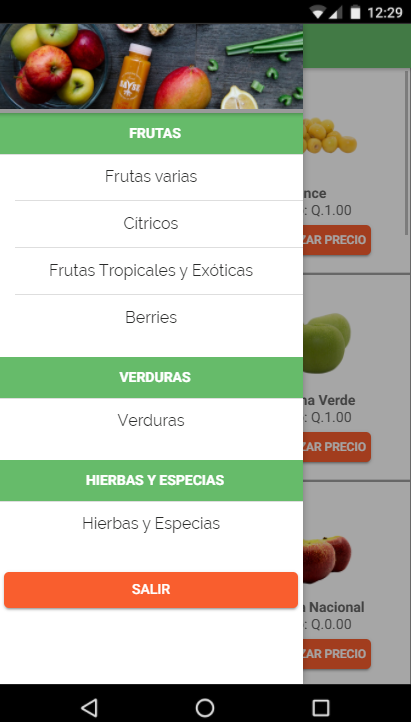 12:29
FRUTAS
Frutas varias
Cítricos
Frutas Tropicales y Exóticas
Berries
VERDURAS
Verduras
HIERBAS Y ESPECIAS
Hierbas y Especias
SALIR
nce
: Q.1.00
ZAR PRECIO
na Verde
: Q.1.00
ZAR PRECIO
n Nacional
: Q.0.00
ZAR PRECIO